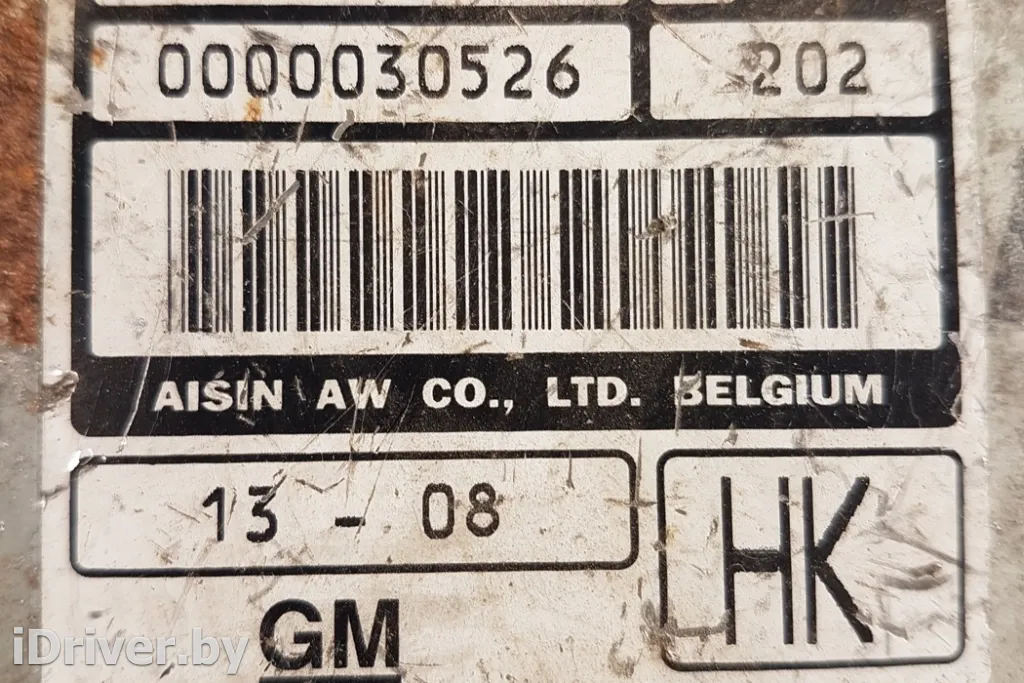 0000030526 202
AISIN AW CO., LTD. BELGIUM
13 - 08
HK
GM
iDriver.by